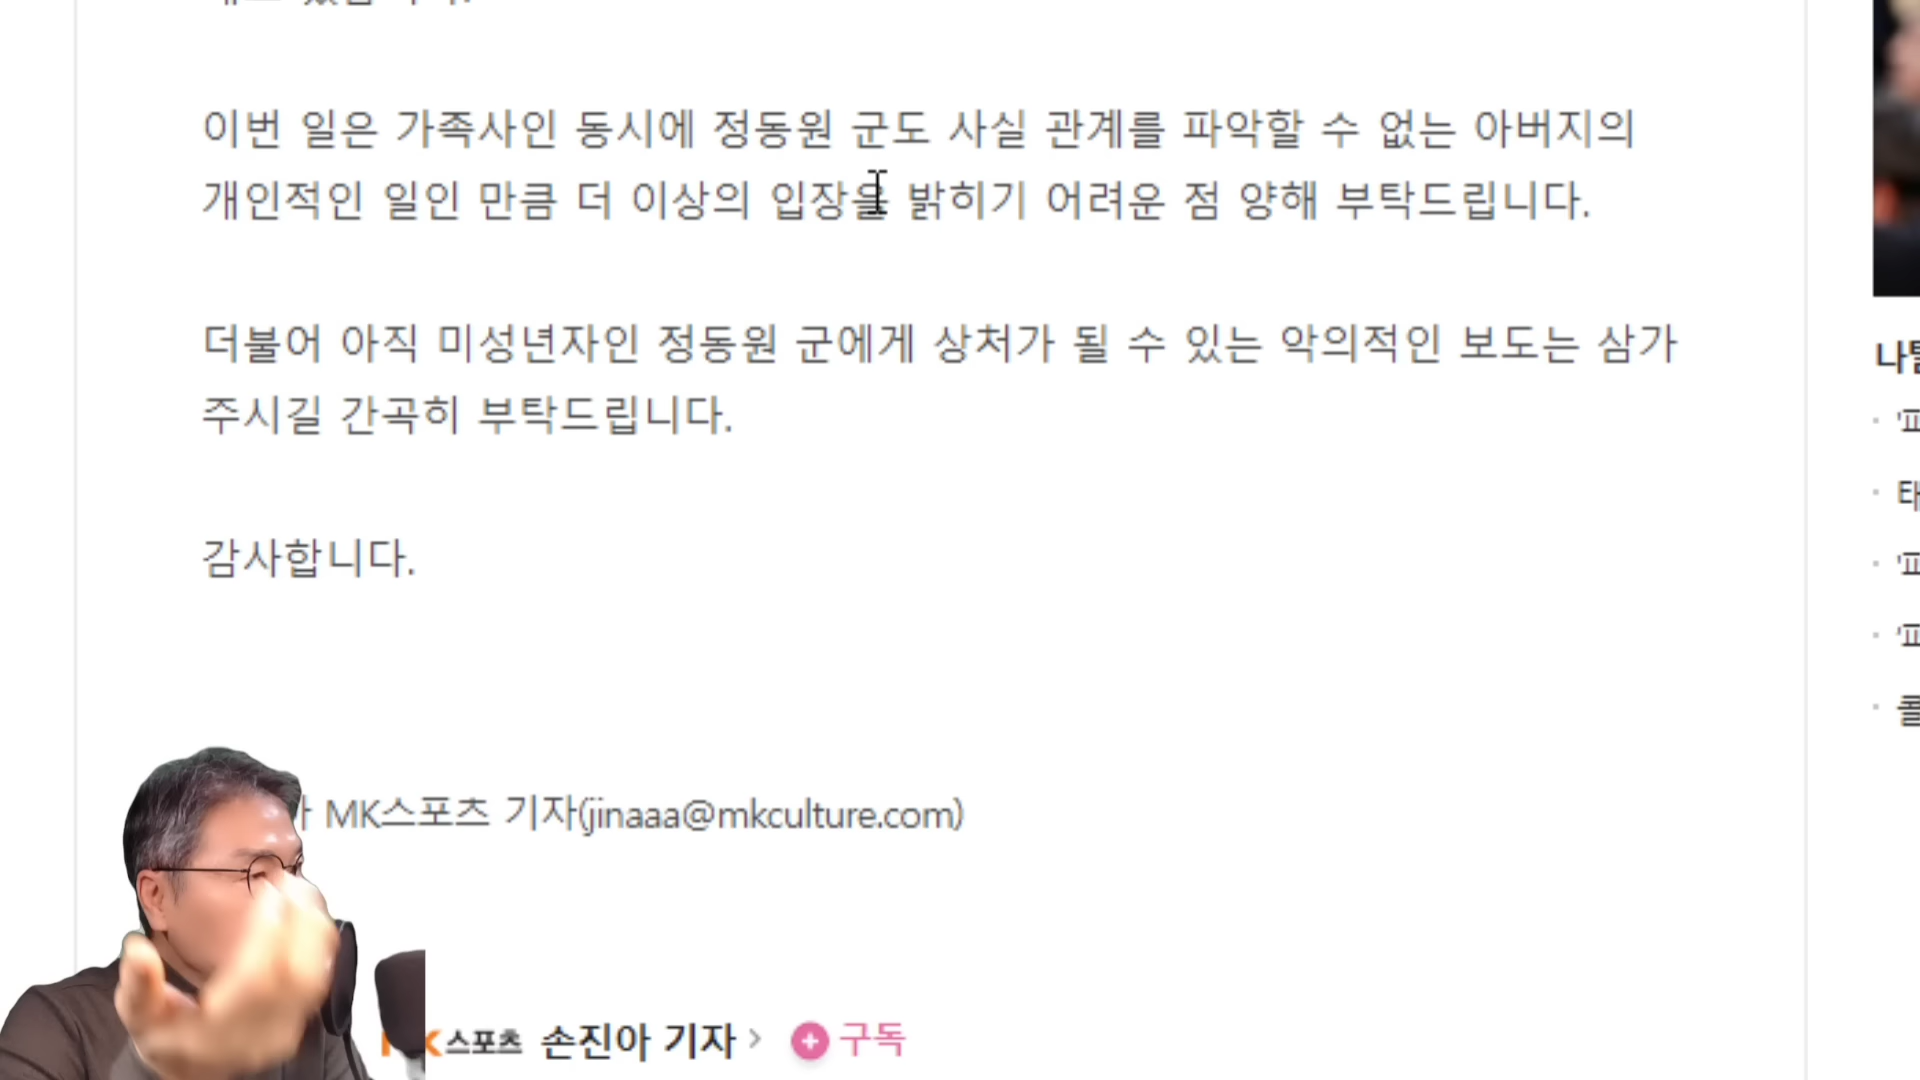 이번 일은 가족사인 동시에 정동원 군도 사실 관계를 파악할 수 없는 아버지의
개인적인 일인 만큼 더 이상의 입장을 밝히기 어려운 점 양해 부탁드립니다.
더불어 아직 미성년자인 정동원 군에게 상처가 될 수 있는 악의적인 보도는 삼가
주시길 간곡히 부탁드립니다.
감사합니다.
MK스포츠 기자(jinaaa@mkculture.com)
스포츠 손진아 기자 > 구독